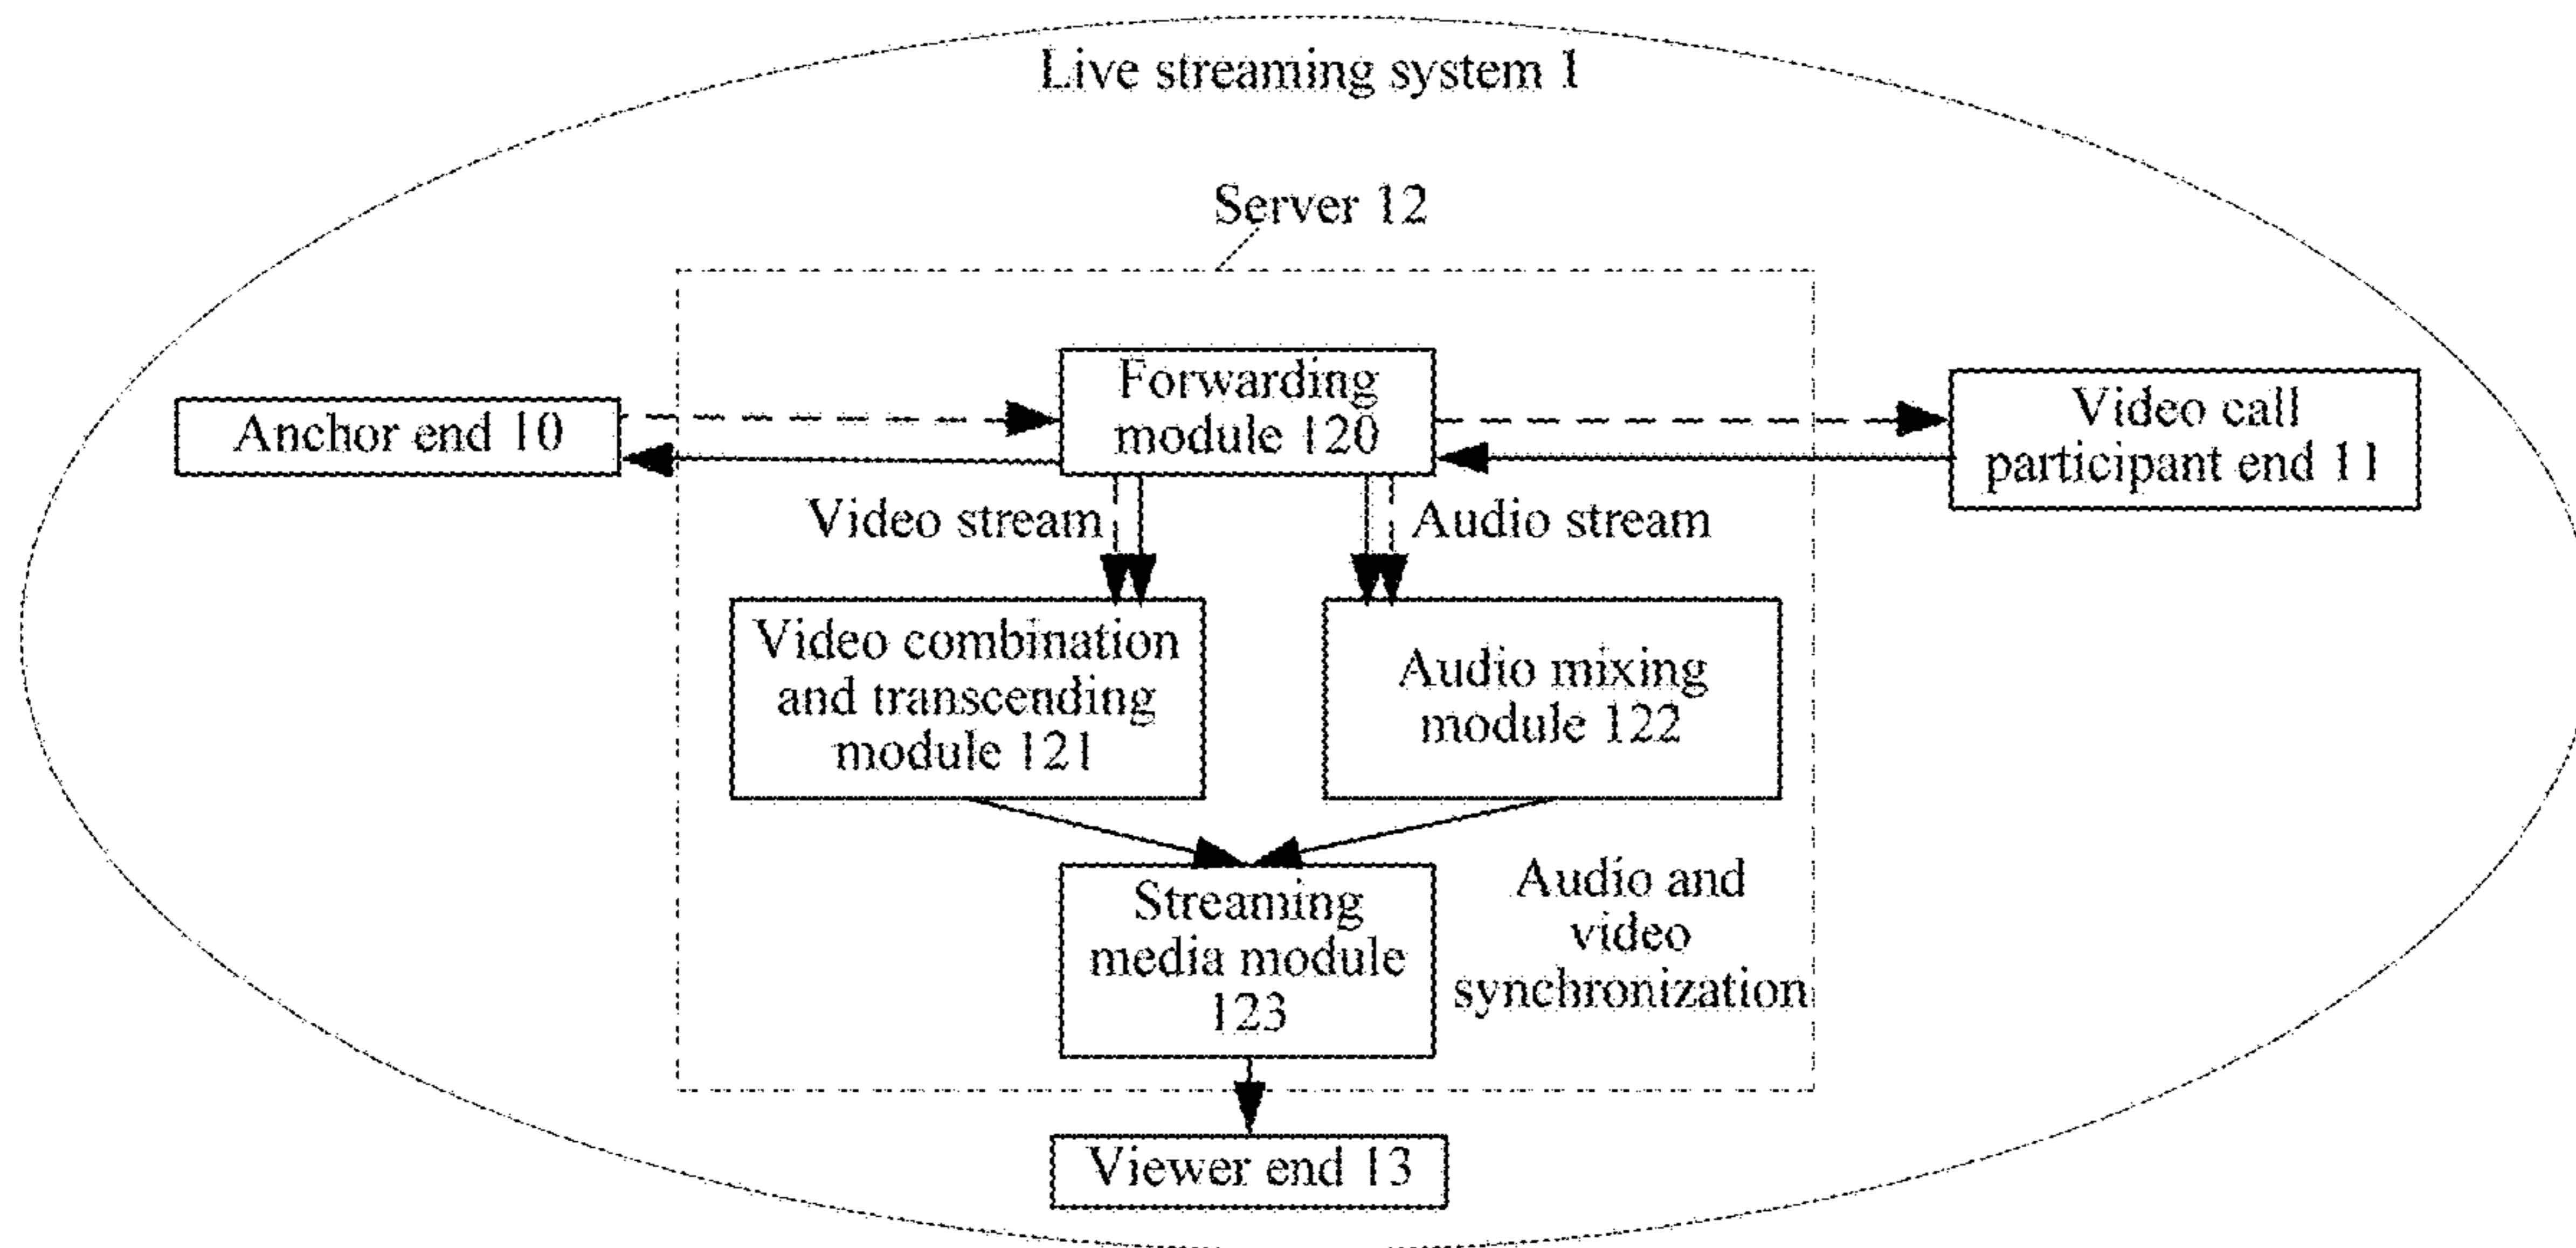 Live streaming system 1
Server 12
Forwarding
module 120
Anchor end 10
Video call
participant end 11
Video stream
Audio stream
Video combination
and transcending
module 121
Audio mixing
module 122
Streaming
media module
123
Audio and
video
synchronization
Viewer end 13